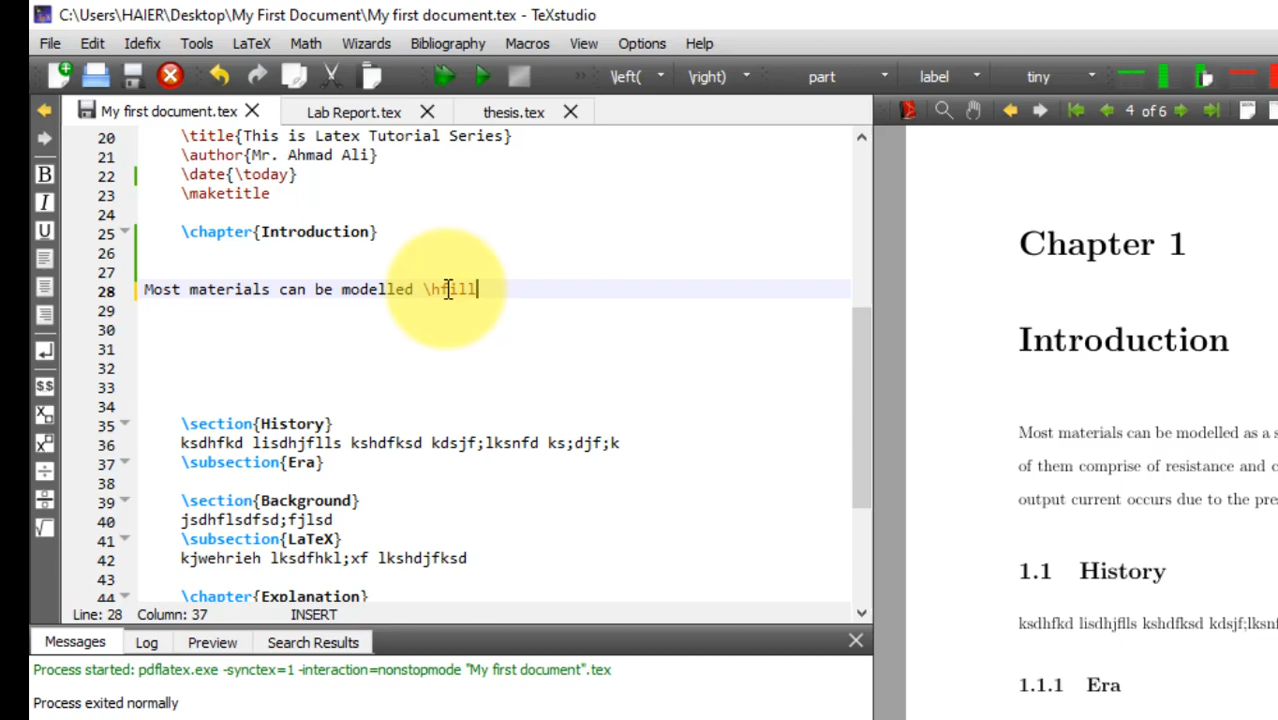 C:\Users\HAIER\Desktop\My First Document\My first document.tex - TeXstudio
File Edit Idefix Tools LaTeX Math Wizards Bibliography Macros View Options Help
\left( \right) part label tiny
My first document.tex Lab Report.tex thesis.tex
4 of 6
20 \title{This is Latex Tutorial Series}
21 \author{Mr. Ahmad Ali}
22 \date{\today}
23 \maketitle
24
25 \chapter{Introduction}
26
27
28 Most materials can be modelled \hfill
29
30
31
32
33
34
35 \section{History}
36 ksdhfkd lisdhjflls kshdfksd kdsjf;lksnfd ks;djf;k
37 \subsection{Era}
38
39 \section{Background}
40 jsdhflsdfsd;fjlsd
41 \subsection{LaTeX}
42 kjwehrieh lksdfhkl;xf lkshdjfksd
43
44 \chapter{Explanation}
Line: 28 Column: 37 INSERT
Messages Log Preview Search Results
Process started: pdflatex.exe -synctex=1 -interaction=nonstopmode "My first document".tex
Process exited normally
Chapter 1
Introduction
Most materials can be modelled as a
of them comprise of resistance and
output current occurs due to the
1.1 History
ksdhfkd lisdhjflls kshdfksd
1.1.1 Era